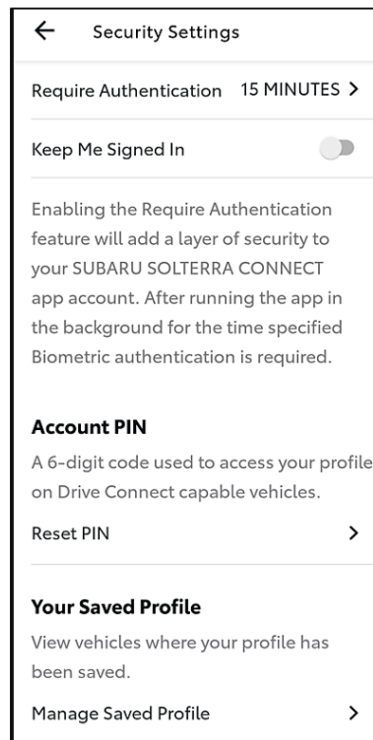 Security Settings
Require Authentication 15 MINUTES
Keep Me Signed In
Enabling the Require Authentication
feature will add a layer of security to
your SUBARU SOLTERRA CONNECT
app account. After running the app in
the background for the time specified
Biometric authentication is required.
Account PIN
A 6-digit code used to access your profile
on Drive Connect capable vehicles.
Reset PIN
Your Saved Profile
View vehicles where your profile has
been saved.
Manage Saved Profile